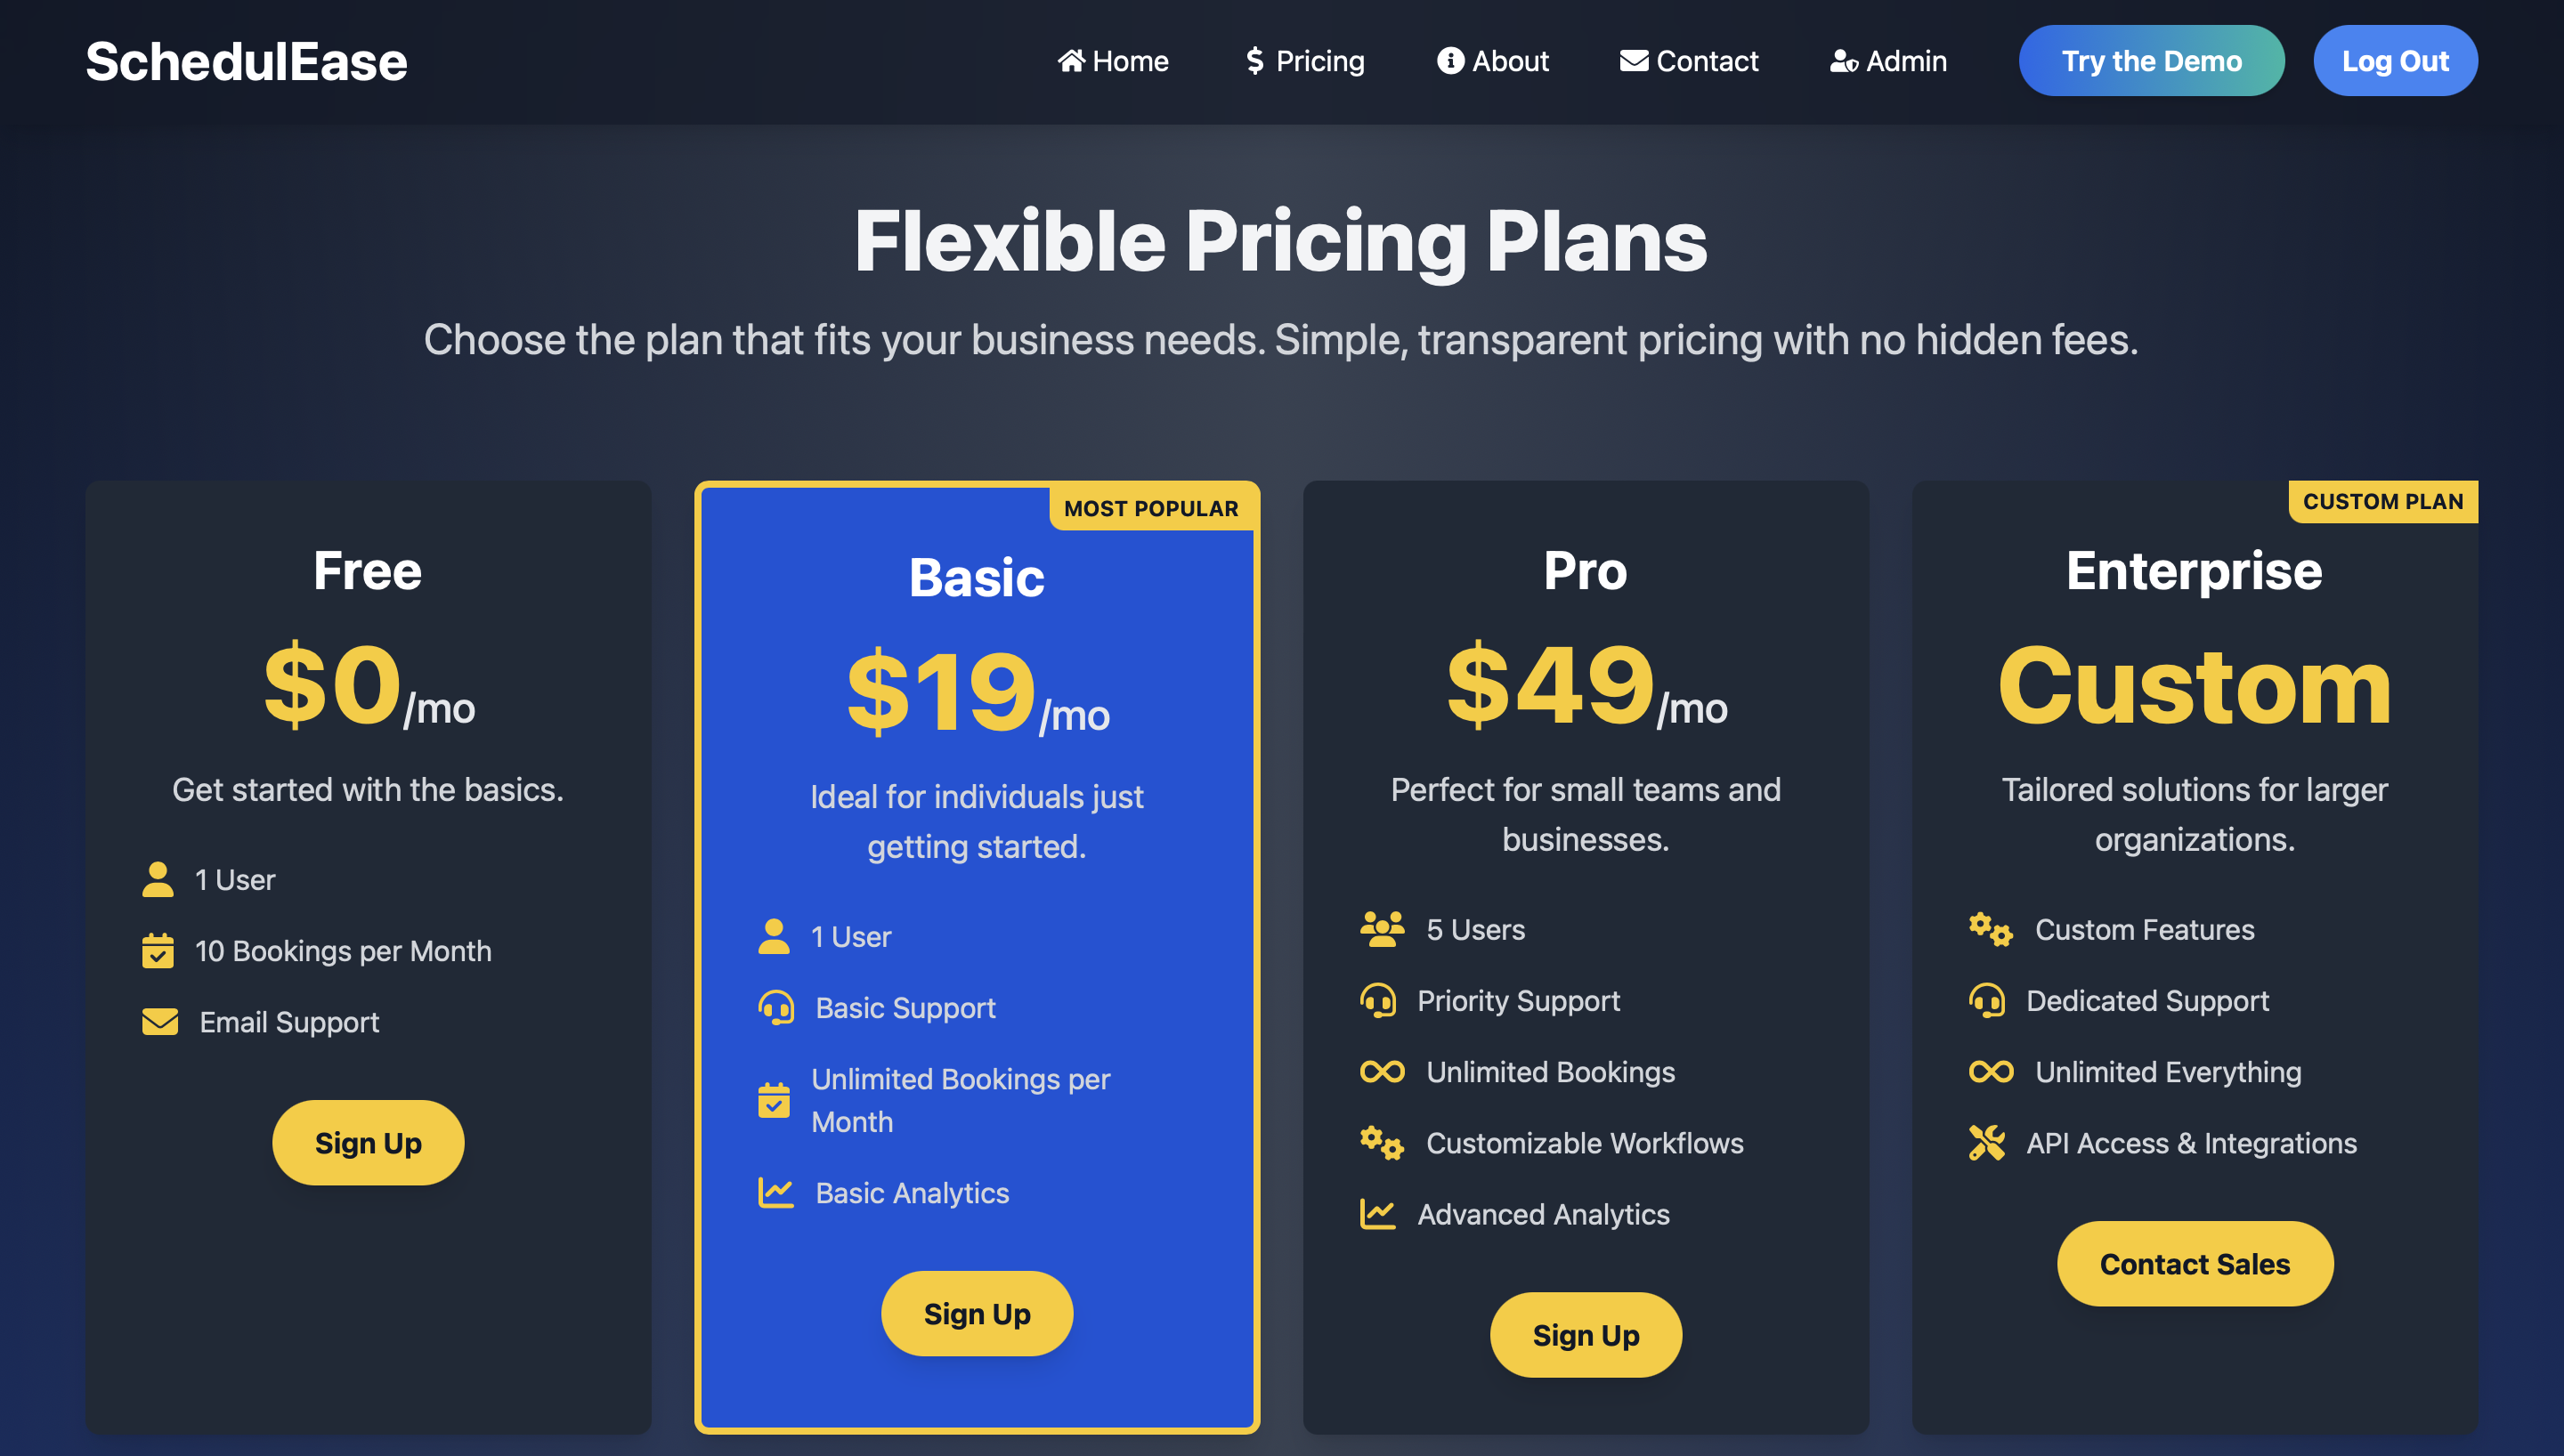 SchedulEase
Home
Pricing
About
Contact
Admin
Try the Demo
Log Out
Flexible Pricing Plans
Choose the plan that fits your business needs. Simple, transparent pricing with no hidden fees.
Free
$0/mo
Get started with the basics.
1 User
10 Bookings per Month
Email Support
Sign Up
MOST POPULAR
Basic
$19/mo
Ideal for individuals just
getting started.
1 User
Basic Support
Unlimited Bookings per
Month
Basic Analytics
Sign Up
Pro
$49/mo
Perfect for small teams and
businesses.
5 Users
Priority Support
Unlimited Bookings
Customizable Workflows
Advanced Analytics
Sign Up
CUSTOM PLAN
Enterprise
Custom
Tailored solutions for larger
organizations.
Custom Features
Dedicated Support
Unlimited Everything
API Access & Integrations
Contact Sales